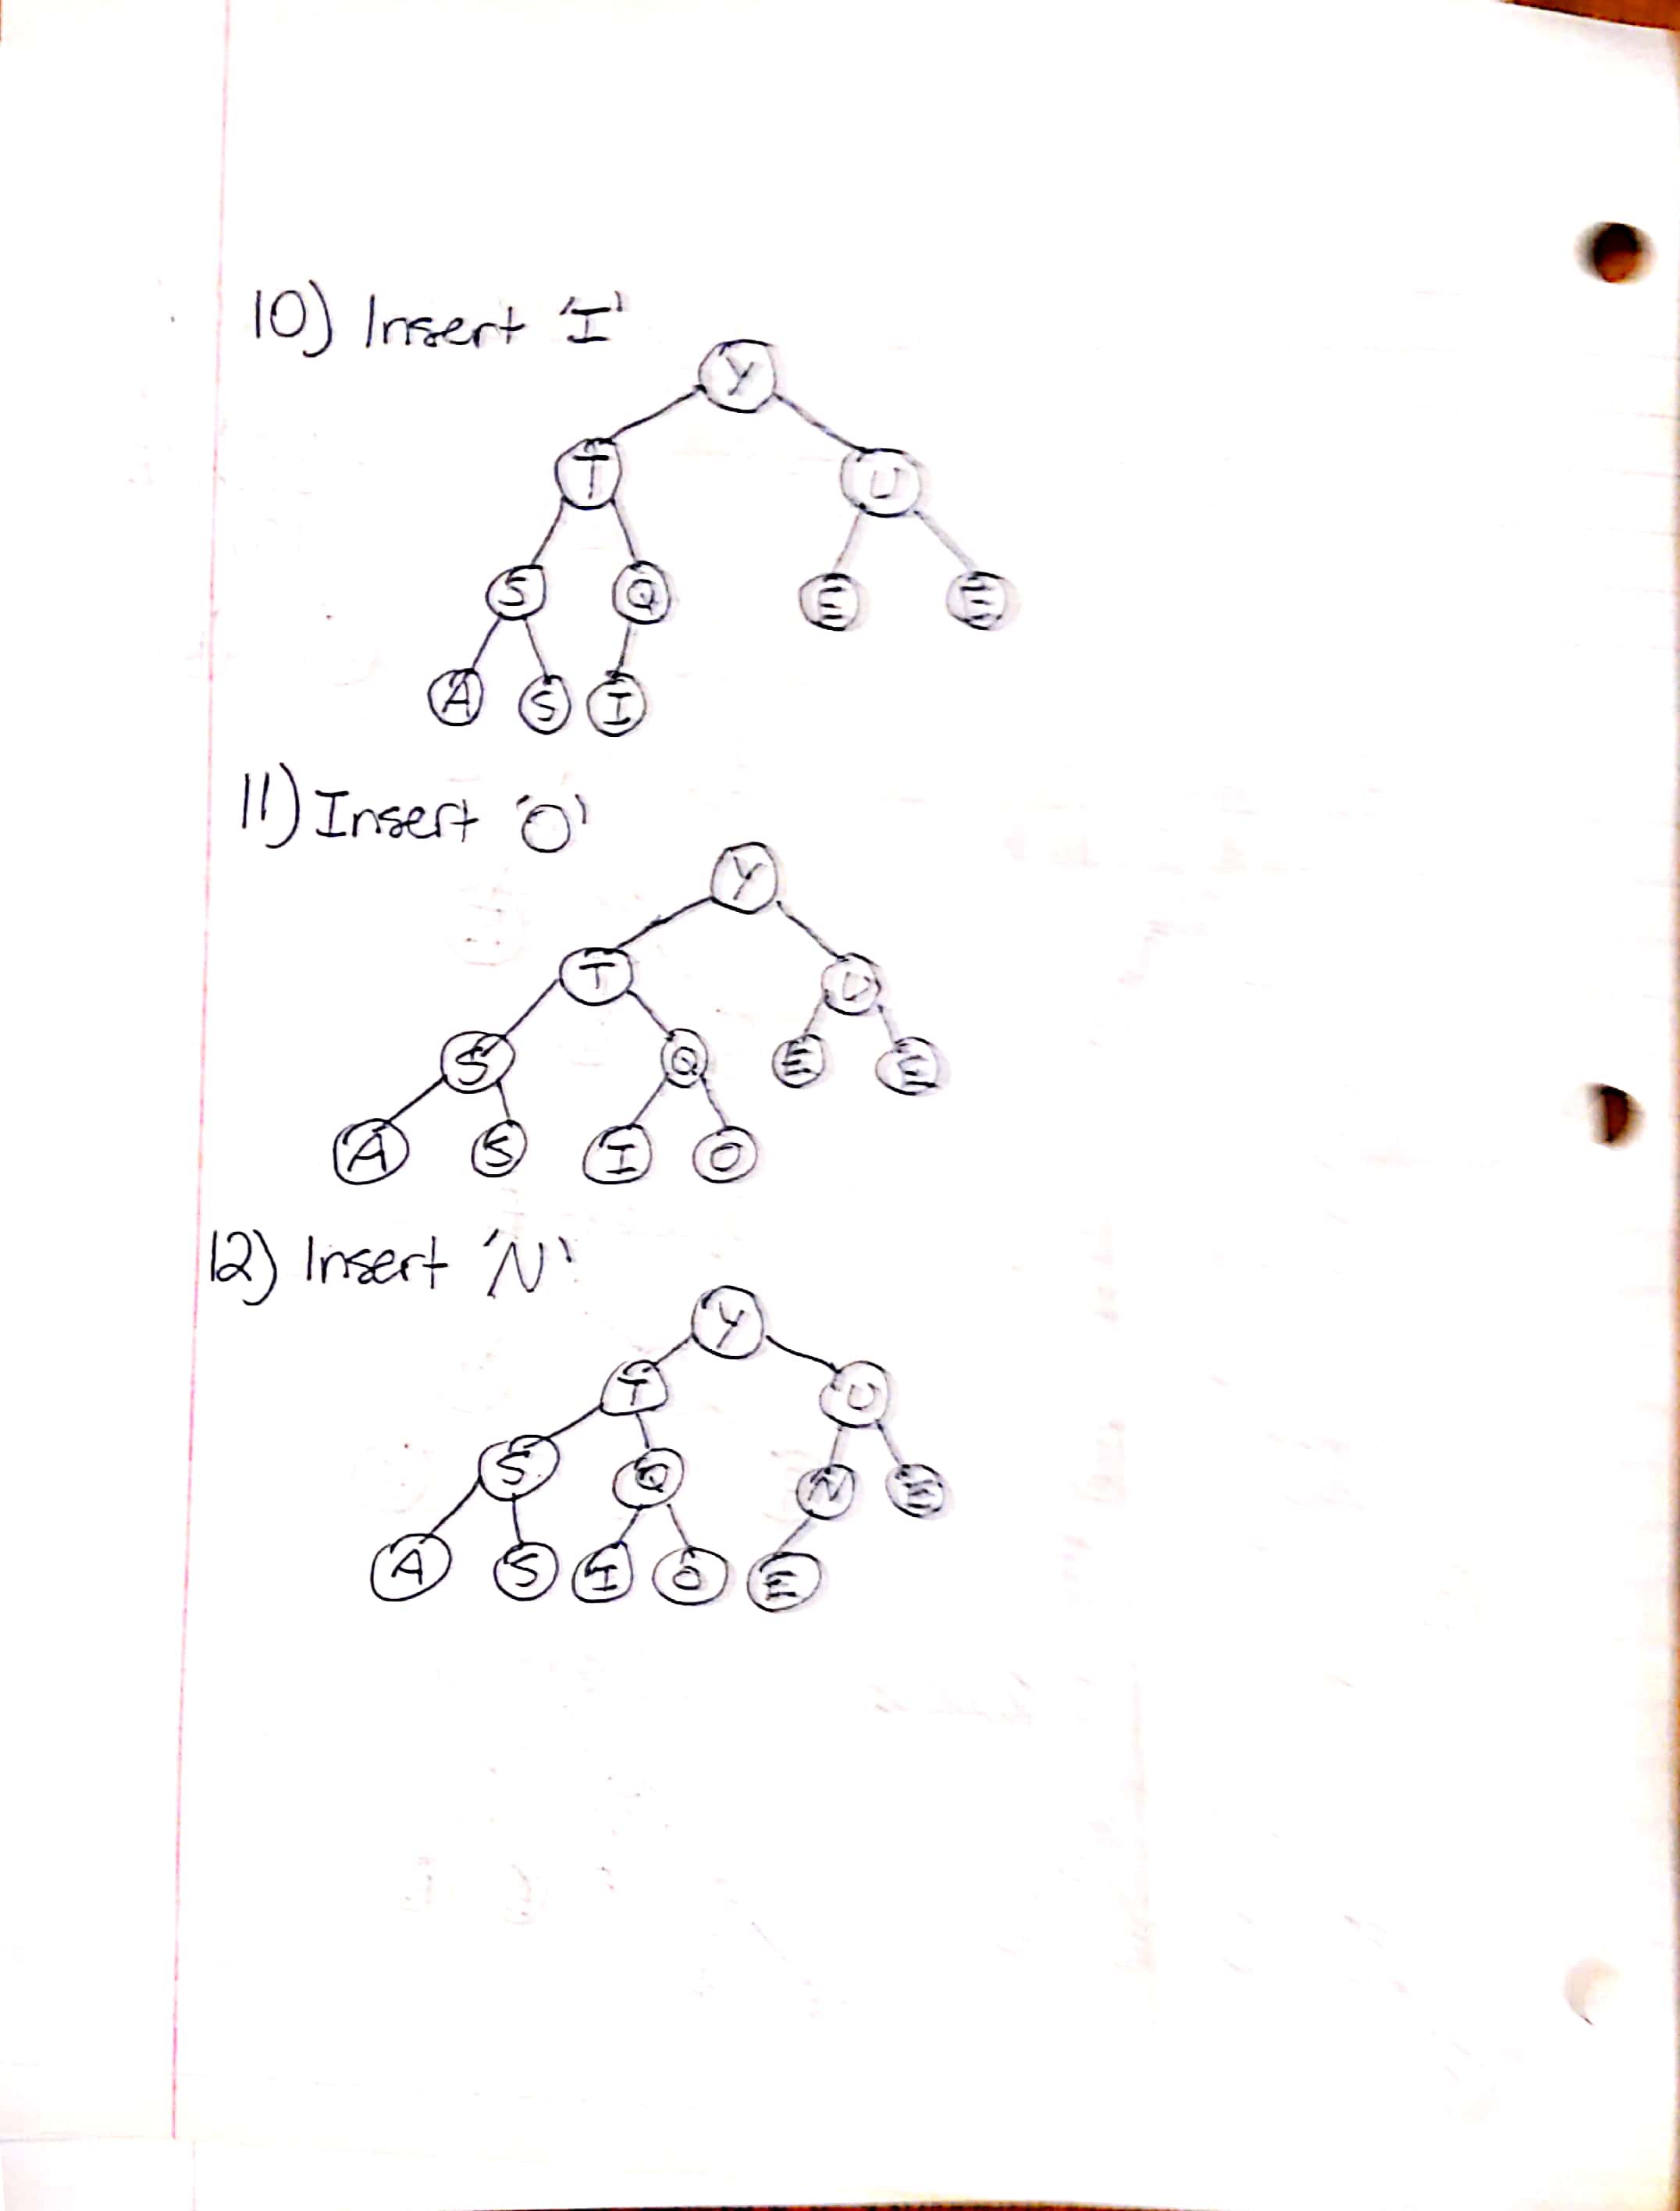 10) Insert 'I'
Y
T U
S Q E E
A S I
11) Insert 'O'
Y
T U
S Q E E
A S I O
12) Insert 'N'
Y
T U
S Q N E
A S I O E